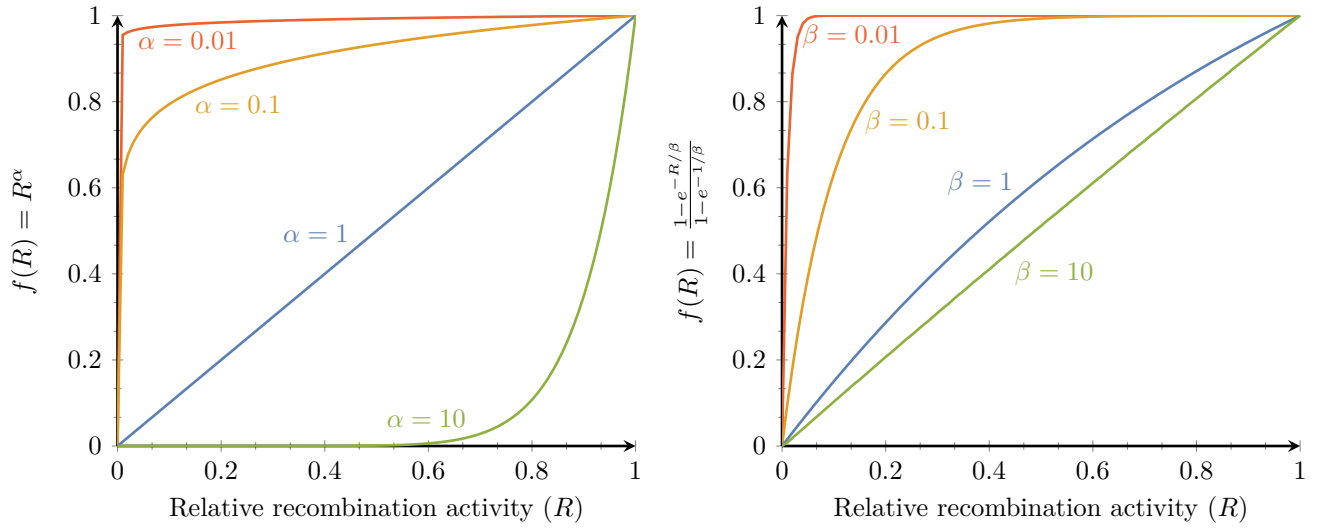 1
0.8
0.6
0.4
0.2
0
0 0.2 0.4 0.6 0.8 1
f(R) = R^α
Relative recombination activity (R)
α = 0.01
α = 0.1
α = 1
α = 10
1
0.8
0.6
0.4
0.2
0
0 0.2 0.4 0.6 0.8 1
f(R) = \frac{1−e^{−R/β}}{1−e^{−1/β}}
Relative recombination activity (R)
β = 0.01
β = 0.1
β = 1
β = 10